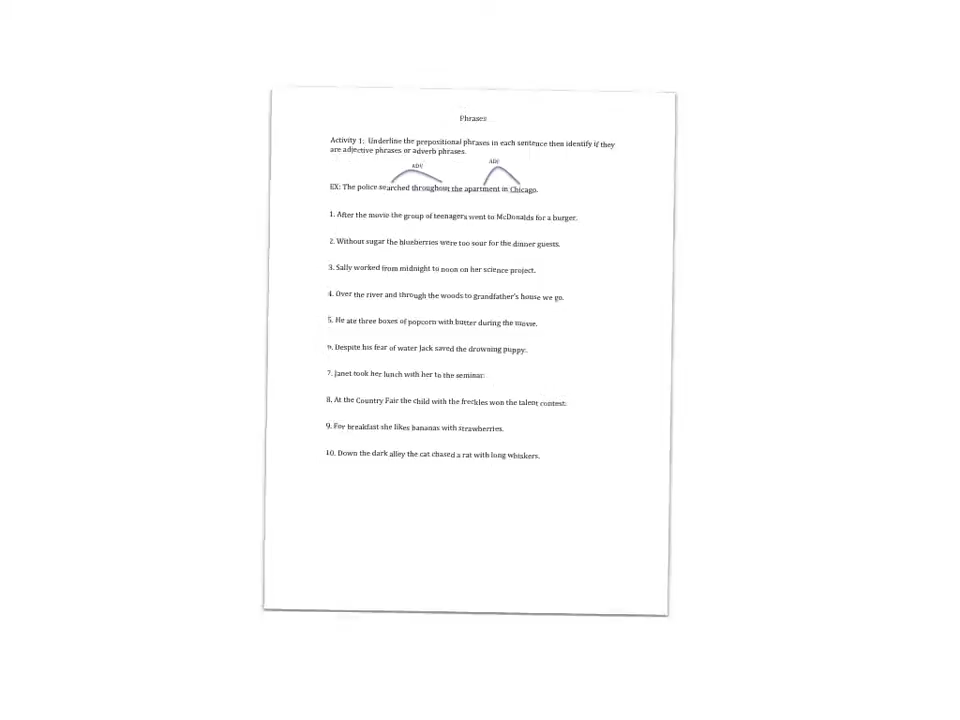 Phrases
Activity 1: Underline the prepositional phrases in each sentence then identify if they
are adjective phrases or adverb phrases.
ADV ADJ
EX: The police searched throughout the apartment in Chicago.
1. After the movie the group of teenagers went to McDonalds for a burger.
2. Without sugar the blueberries were too sour for the dinner guests.
3. Sally worked from midnight to noon on her science project.
4. Over the river and through the woods to grandfather's house we go.
5. He ate three boxes of popcorn with butter during the movie.
6. Despite his fear of water Jack saved the drowning puppy.
7. Janet took her lunch with her to the seminar.
8. At the Country Fair the child with the freckles won the talent contest.
9. For breakfast she likes bananas with strawberries.
10. Down the dark alley the cat chased a rat with long whiskers.